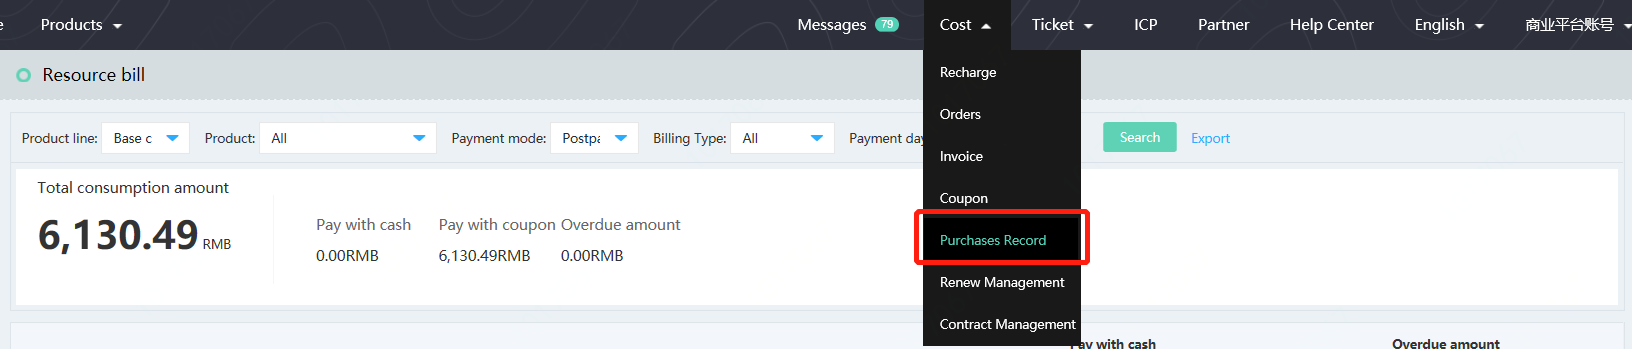 Products
Messages 79
Cost
Ticket
ICP
Partner
Help Center
English
商业平台账号
Resource bill
Recharge
Orders
Invoice
Coupon
Purchases Record
Renew Management
Contract Management
Product line: Base c
Product: All
Payment mode: Postpa
Billing Type: All
Payment day
Search
Export
Total consumption amount
6,130.49 RMB
Pay with cash
0.00RMB
Pay with coupon
6,130.49RMB
Overdue amount
0.00RMB
Pay with cash
Overdue amount